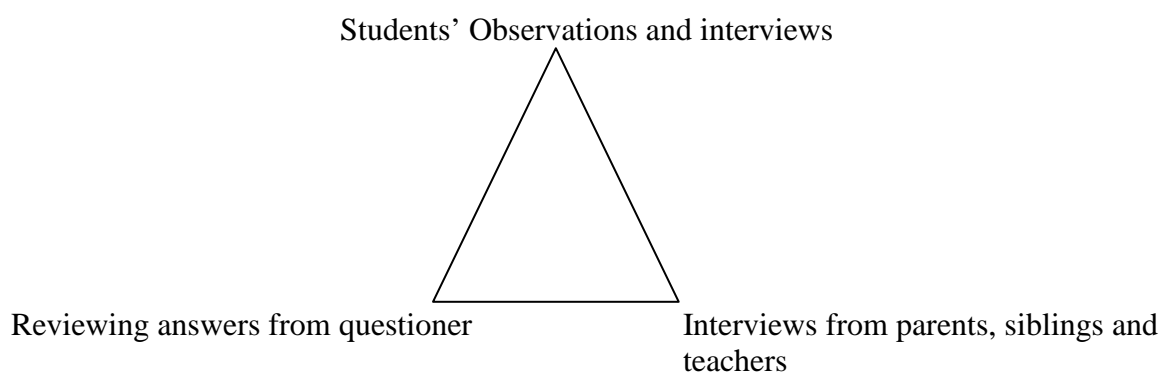 Students’ Observations and interviews
Reviewing answers from questioner
Interviews from parents, siblings and
teachers